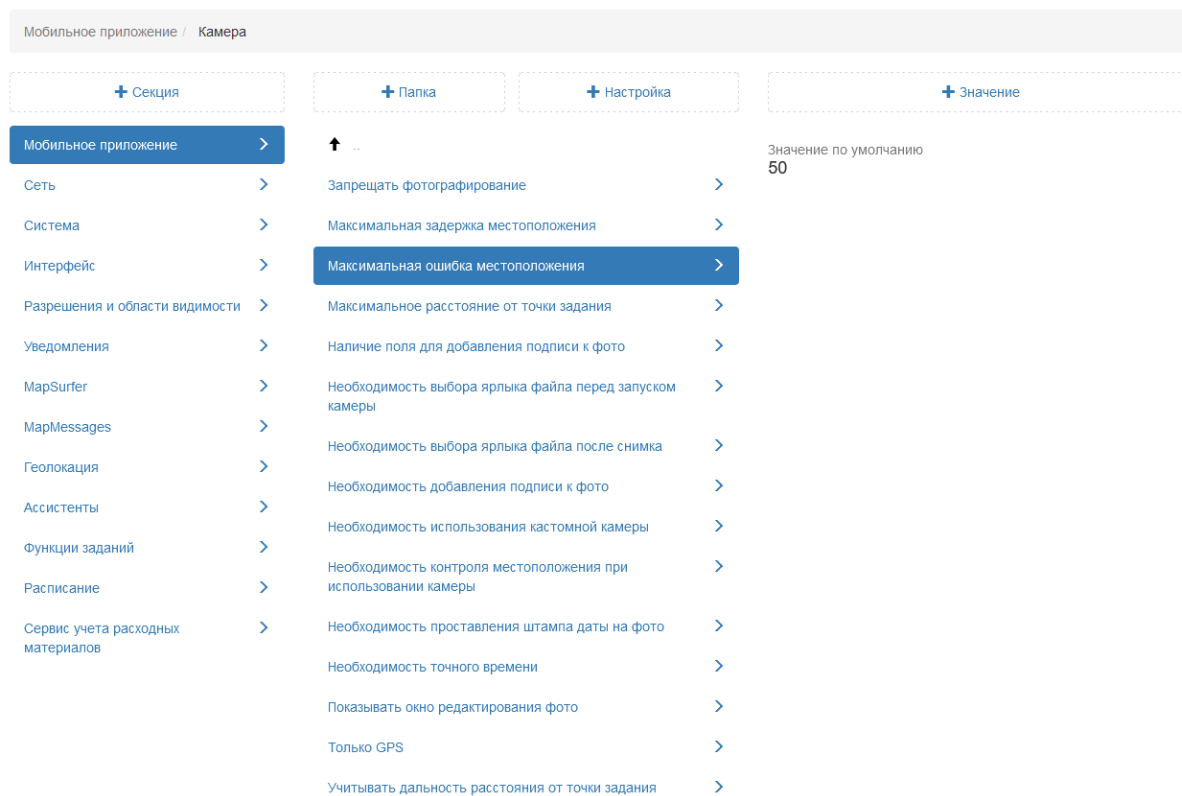 Мобильное приложение / Камера
Секция
Папка
Настройка
Значение
Мобильное приложение
Сеть
Система
Интерфейс
Разрешения и области видимости
Уведомления
MapSurfer
MapMessages
Геолокация
Ассистенты
Функции заданий
Расписание
Сервис учета расходных
материалов
..
Запрещать фотографирование
Максимальная задержка местоположения
Максимальная ошибка местоположения
Максимальное расстояние от точки задания
Наличие поля для добавления подписи к фото
Необходимость выбора ярлыка файла перед запуском
камеры
Необходимость выбора ярлыка файла после снимка
Необходимость добавления подписи к фото
Необходимость использования кастомной камеры
Необходимость контроля местоположения при
использовании камеры
Необходимость проставления штампа даты на фото
Необходимость точного времени
Показывать окно редактирования фото
Только GPS
Учитывать дальность расстояния от точки задания
Значение по умолчанию
50